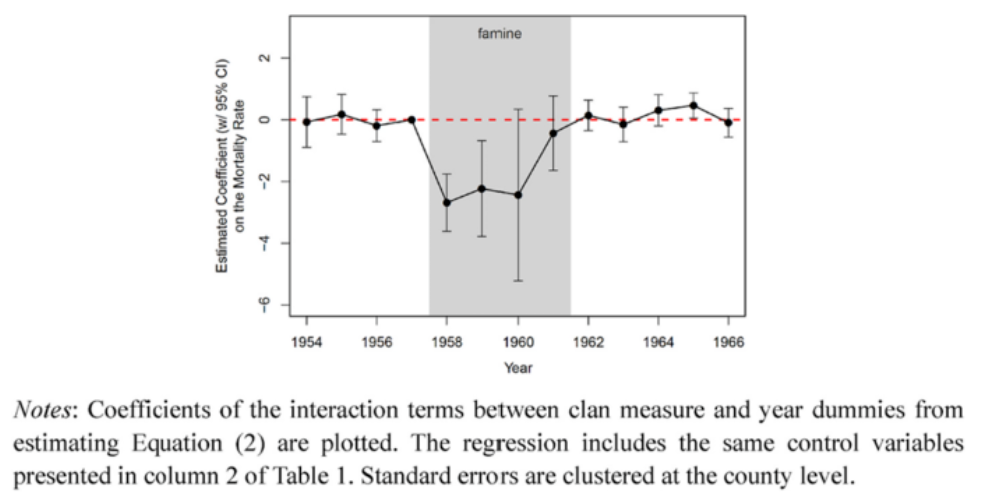 famine
Estimated Coefficient (w/ 95% CI)
on the Mortality Rate
2
0
−2
−4
−6
1954
1956
1958
1960
1962
1964
1966
Year
Notes: Coefficients of the interaction terms between clan measure and year dummies from
estimating Equation (2) are plotted. The regression includes the same control variables
presented in column 2 of Table 1. Standard errors are clustered at the county level.